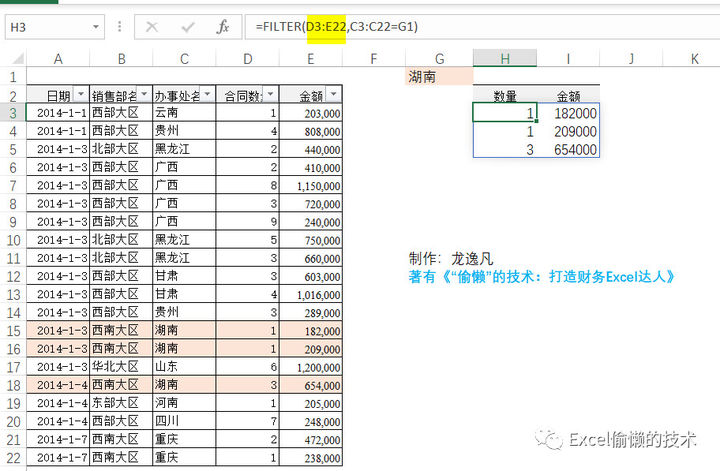 H3 =FILTER(D3:E22,C3:C22=G1)
A B C D E F G H I J K
1 湖南
2 日期 销售部名 办事处名 合同数 金额 数量 金额
3 2014-1-1 西部大区 云南 1 203,000 1 182000
4 2014-1-1 西部大区 贵州 4 808,000 1 209000
5 2014-1-3 北部大区 黑龙江 2 440,000 3 654000
6 2014-1-3 西部大区 广西 2 410,000
7 2014-1-3 西部大区 广西 8 1,150,000
8 2014-1-3 西部大区 广西 3 720,000
9 2014-1-3 西部大区 广西 9 240,000
10 2014-1-3 北部大区 黑龙江 5 750,000 制作：龙逸凡
11 2014-1-3 北部大区 黑龙江 3 660,000 著有《“偷懒”的技术：打造财务Excel达人》
12 2014-1-3 西部大区 甘肃 3 603,000
13 2014-1-3 西部大区 甘肃 4 1,016,000
14 2014-1-3 西部大区 贵州 3 289,000
15 2014-1-3 西南大区 湖南 1 182,000
16 2014-1-3 西南大区 湖南 1 209,000
17 2014-1-3 华北大区 山东 6 1,200,000
18 2014-1-4 西南大区 湖南 3 654,000
19 2014-1-4 东部大区 河南 1 205,000
20 2014-1-4 西部大区 四川 7 248,000
21 2014-1-7 西南大区 重庆 2 472,000
22 2014-1-7 西南大区 重庆 1 238,000
Excel偷懒的技术